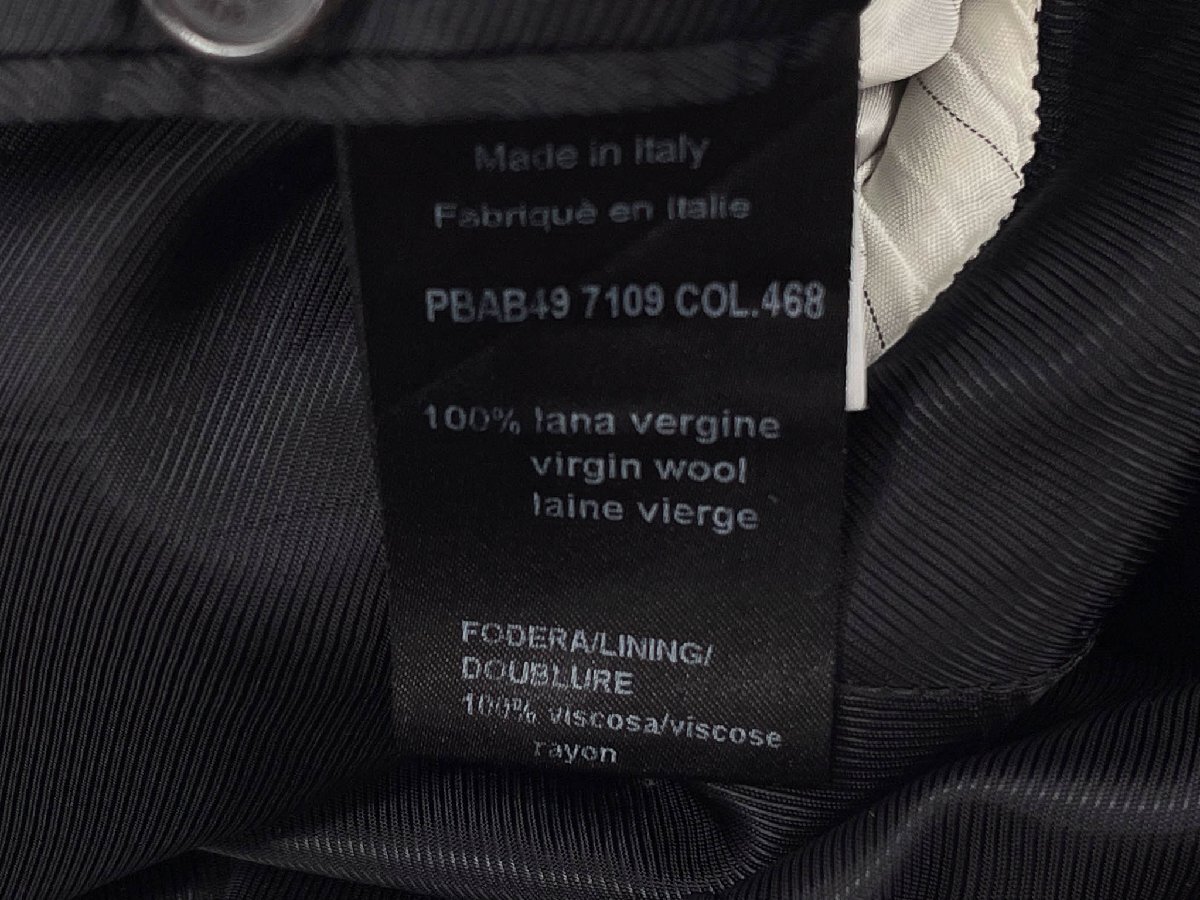 Made in Italy
Fabriquè en Italie
PBAB49 7109 COL.468
100% lana vergine
virgin wool
laine vierge
FODERA/LINING/
DOUBLURE
100% viscosa/viscose
rayon